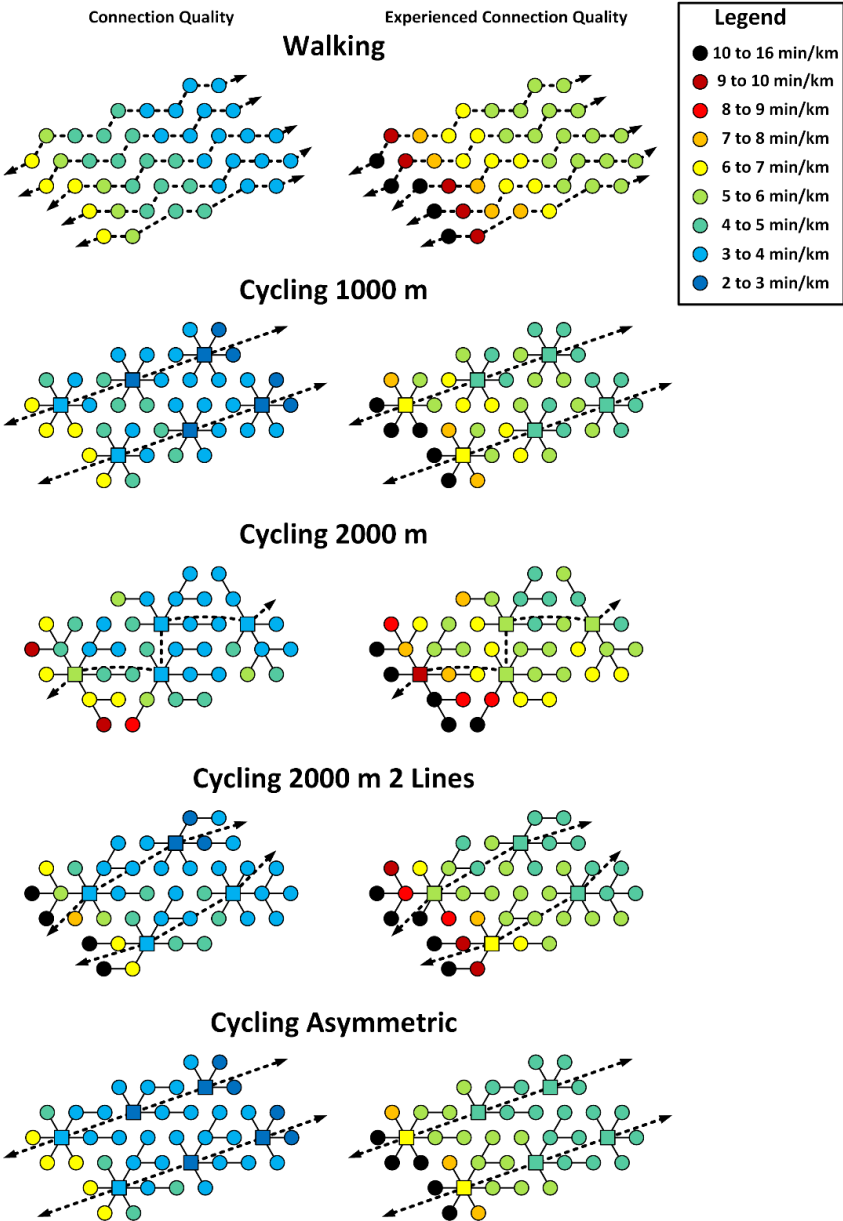 Connection Quality
Experienced Connection Quality
Legend
Walking
10 to 16 min/km
9 to 10 min/km
8 to 9 min/km
7 to 8 min/km
6 to 7 min/km
5 to 6 min/km
4 to 5 min/km
3 to 4 min/km
2 to 3 min/km
Cycling 1000 m
Cycling 2000 m
Cycling 2000 m 2 Lines
Cycling Asymmetric